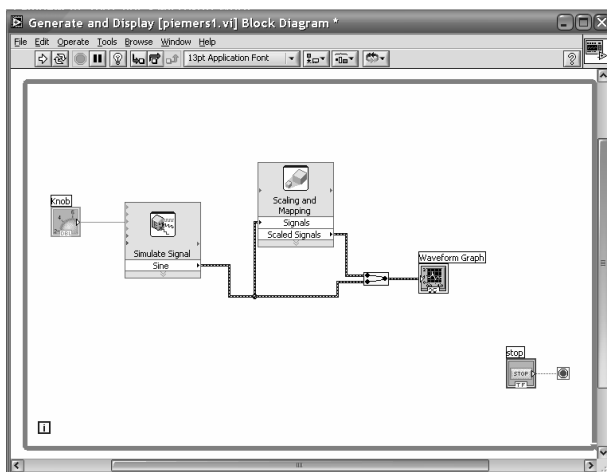 Generate and Display [piemers1.vi] Block Diagram *
File Edit Operate Tools Browse Window Help
13pt Application Font
Knob
DBL
Simulate Signal
Sine
Scaling and
Mapping
Signals
Scaled Signals
Waveform Graph
stop
STOP
TF
i